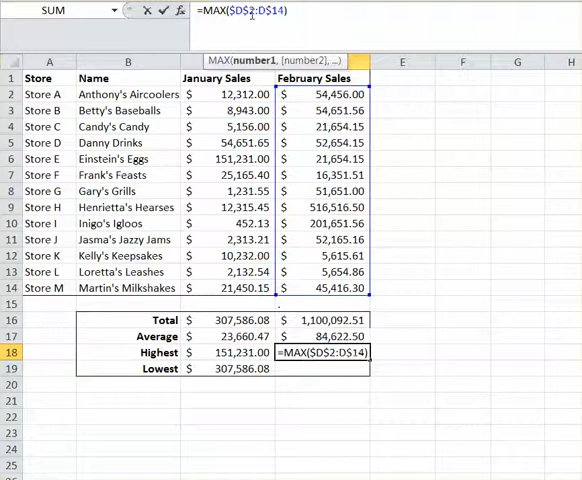 SUM fx =MAX($D$2:D$14)
MAX(number1, [number2], ...)
A B C E F G H
1 Store Name January Sales February Sales
2 Store A Anthony's Aircoolers $ 12,312.00 $ 54,456.00
3 Store B Betty's Baseballs $ 8,943.00 $ 54,651.56
4 Store C Candy's Candy $ 5,156.00 $ 21,654.15
5 Store D Danny Drinks $ 54,651.65 $ 52,654.15
6 Store E Einstein's Eggs $ 151,231.00 $ 21,654.15
7 Store F Frank's Feasts $ 25,165.40 $ 16,351.51
8 Store G Gary's Grills $ 1,231.55 $ 51,651.00
9 Store H Henrietta's Hearses $ 12,315.45 $ 516,516.50
10 Store I Inigo's Igloos $ 452.13 $ 201,651.56
11 Store J Jasma's Jazzy Jams $ 2,313.21 $ 52,165.16
12 Store K Kelly's Keepsakes $ 10,232.00 $ 5,615.61
13 Store L Loretta's Leashes $ 2,132.54 $ 5,654.86
14 Store M Martin's Milkshakes $ 21,450.15 $ 45,416.30
15 .
16 Total $ 307,586.08 $ 1,100,092.51
17 Average $ 23,660.47 $ 84,622.50
18 Highest $ 151,231.00 =MAX($D$2:D$14)
19 Lowest $ 307,586.08
20
21
22
23
24
25